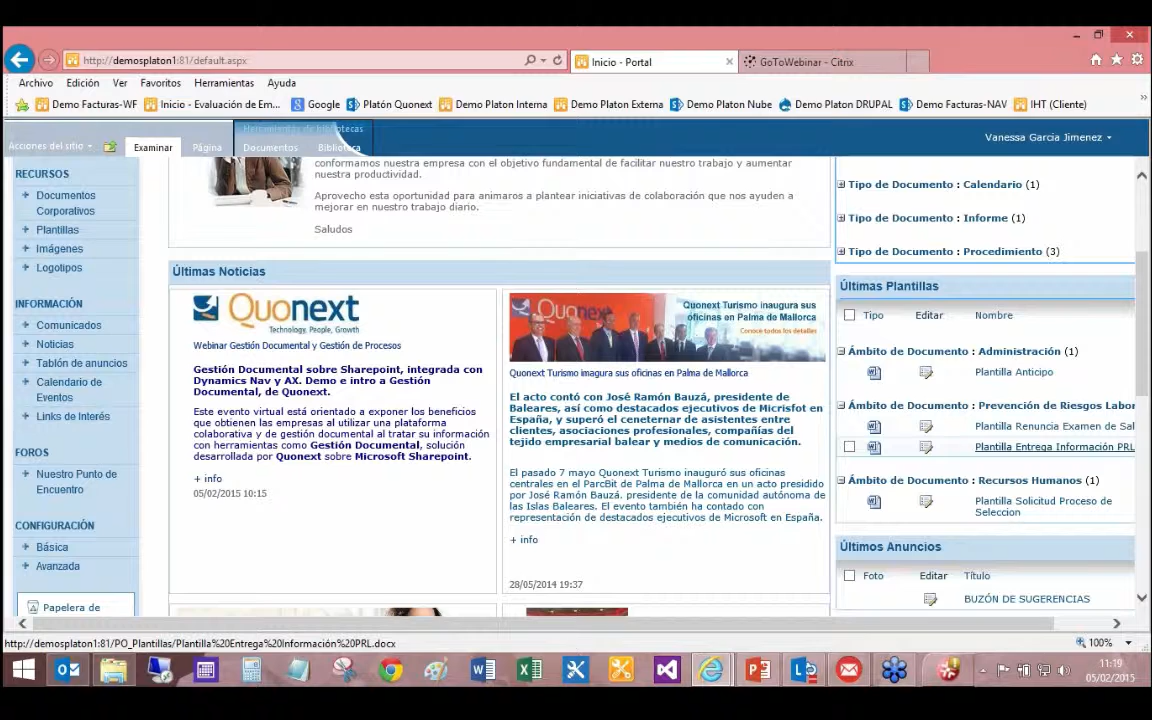 http://demosplaton1:81/default.aspx
Inicio - Portal
GoToWebinar - Citrix
Archivo Edición Ver Favoritos Herramientas Ayuda
Demo Facturas-WF Inicio - Evaluación de Em... Google Platón Quonext Demo Platon Interna Demo Platon Externa Demo Platon Nube Demo Platon DRUPAL Demo Facturas-NAV IHT (Cliente)
Herramientas de bibliotecas
Acciones del sitio Examinar Página Documentos Biblioteca
Vanessa Garcia Jimenez
RECURSOS
Documentos
Corporativos
Plantillas
Imágenes
Logotipos
INFORMACIÓN
Comunicados
Noticias
Tablón de anuncios
Calendario de
Eventos
Links de Interés
FOROS
Nuestro Punto de
Encuentro
CONFIGURACIÓN
Básica
Avanzada
Papelera de
conformamos nuestra empresa con el objetivo fundamental de facilitar nuestro trabajo y aumentar
nuestra productividad.
Aprovecho esta oportunidad para animaros a plantear iniciativas de colaboración que nos ayuden a
mejorar en nuestro trabajo diario.
Saludos
Últimas Noticias
Quonext
Technology, People, Growth
Webinar Gestión Documental y Gestión de Procesos
Gestión Documental sobre Sharepoint, integrada con
Dynamics Nav y AX. Demo e intro a Gestión
Documental, de Quonext.
Este evento virtual está orientado a exponer los beneficios
que obtienen las empresas al utilizar una plataforma
colaborativa y de gestión documental al tratar su información
con herramientas como Gestión Documental, solución
desarrollada por Quonext sobre Microsoft Sharepoint.
+ info
05/02/2015 10:15
Quonext
Quonext Turismo inaugura sus
oficinas en Palma de Mallorca
Conoce todos los detalles
Quonext Turismo imagura sus oficinas en Palma de Mallorca
El acto contó con José Ramón Bauzá, presidente de
Baleares, así como destacados ejecutivos de Micrisfot en
España, y superó el ceneternar de asistentes entre
clientes, asociaciones profesionales, compañías del
tejido empresarial balear y medios de comunicación.
El pasado 7 mayo Quonext Turismo inauguró sus oficinas
centrales en el ParcBit de Palma de Mallorca en un acto presidido
por José Ramón Bauzá. presidente de la comunidad autónoma de
las Islas Baleares. El evento también ha contado con
representación de destacados ejecutivos de Microsoft en España.
+ info
28/05/2014 19:37
Tipo de Documento : Calendario (1)
Tipo de Documento : Informe (1)
Tipo de Documento : Procedimiento (3)
Últimas Plantillas
Tipo Editar Nombre
Ámbito de Documento : Administración (1)
Plantilla Anticipo
Ámbito de Documento : Prevención de Riesgos Labor
Plantilla Renuncia Examen de Sal
Plantilla Entrega Información PRL
Ámbito de Documento : Recursos Humanos (1)
Plantilla Solicitud Proceso de
Seleccion
Últimos Anuncios
Foto Editar Título
BUZÓN DE SUGERENCIAS
http://demosplaton1:81/PO_Plantillas/Plantilla%20Entrega%20Información%20PRL.docx
100%
11:19
05/02/2015